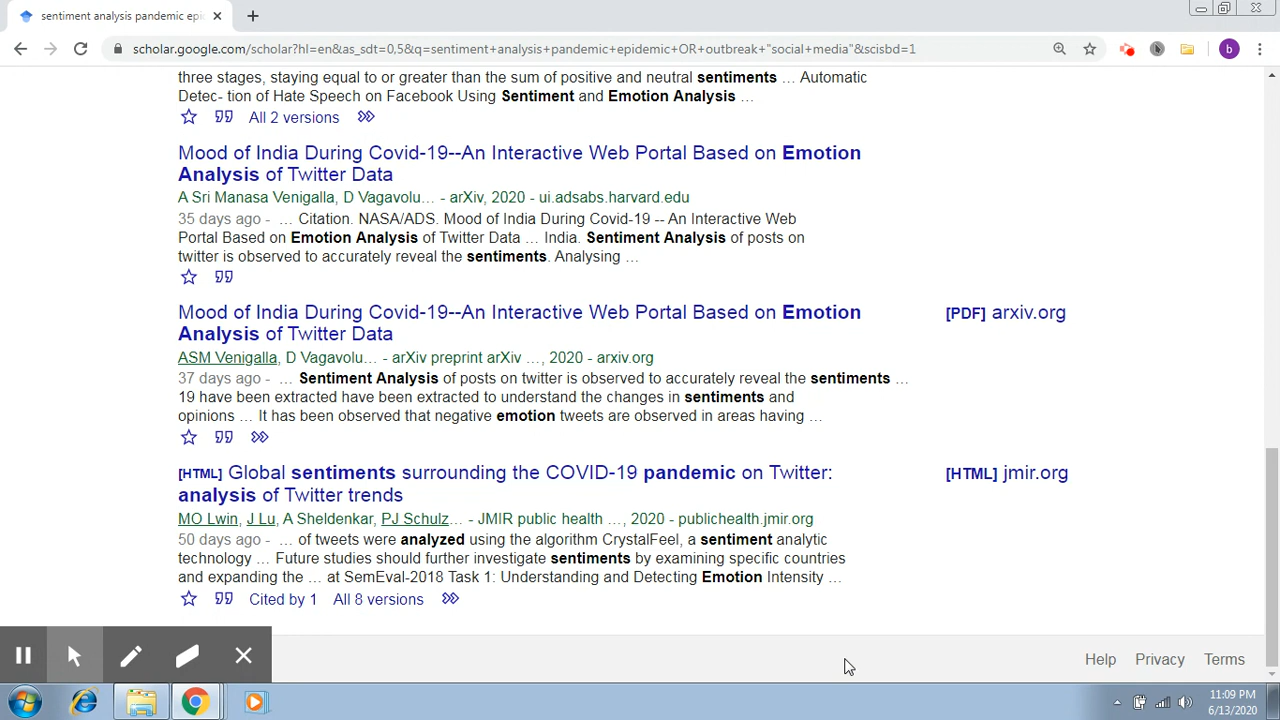 sentiment analysis pandemic epi
scholar.google.com/scholar?hl=en&as_sdt=0,5&q=sentiment+analysis+pandemic+epidemic+OR+outbreak+"social+media"&scisbd=1
b
three stages, staying equal to or greater than the sum of positive and neutral sentiments … Automatic
Detec- tion of Hate Speech on Facebook Using Sentiment and Emotion Analysis …
All 2 versions
Mood of India During Covid-19--An Interactive Web Portal Based on Emotion
Analysis of Twitter Data
A Sri Manasa Venigalla, D Vagavolu… - arXiv, 2020 - ui.adsabs.harvard.edu
35 days ago - … Citation. NASA/ADS. Mood of India During Covid-19 -- An Interactive Web
Portal Based on Emotion Analysis of Twitter Data … India. Sentiment Analysis of posts on
twitter is observed to accurately reveal the sentiments. Analysing …
Mood of India During Covid-19--An Interactive Web Portal Based on Emotion
Analysis of Twitter Data
[PDF] arxiv.org
ASM Venigalla, D Vagavolu… - arXiv preprint arXiv …, 2020 - arxiv.org
37 days ago - … Sentiment Analysis of posts on twitter is observed to accurately reveal the sentiments …
19 have been extracted have been extracted to understand the changes in sentiments and
opinions … It has been observed that negative emotion tweets are observed in areas having …
[HTML] Global sentiments surrounding the COVID-19 pandemic on Twitter:
analysis of Twitter trends
[HTML] jmir.org
MO Lwin, J Lu, A Sheldenkar, PJ Schulz… - JMIR public health …, 2020 - publichealth.jmir.org
50 days ago - … of tweets were analyzed using the algorithm CrystalFeel, a sentiment analytic
technology … Future studies should further investigate sentiments by examining specific countries
and expanding the … at SemEval-2018 Task 1: Understanding and Detecting Emotion Intensity …
Cited by 1 All 8 versions
Help Privacy Terms
11:09 PM
6/13/2020